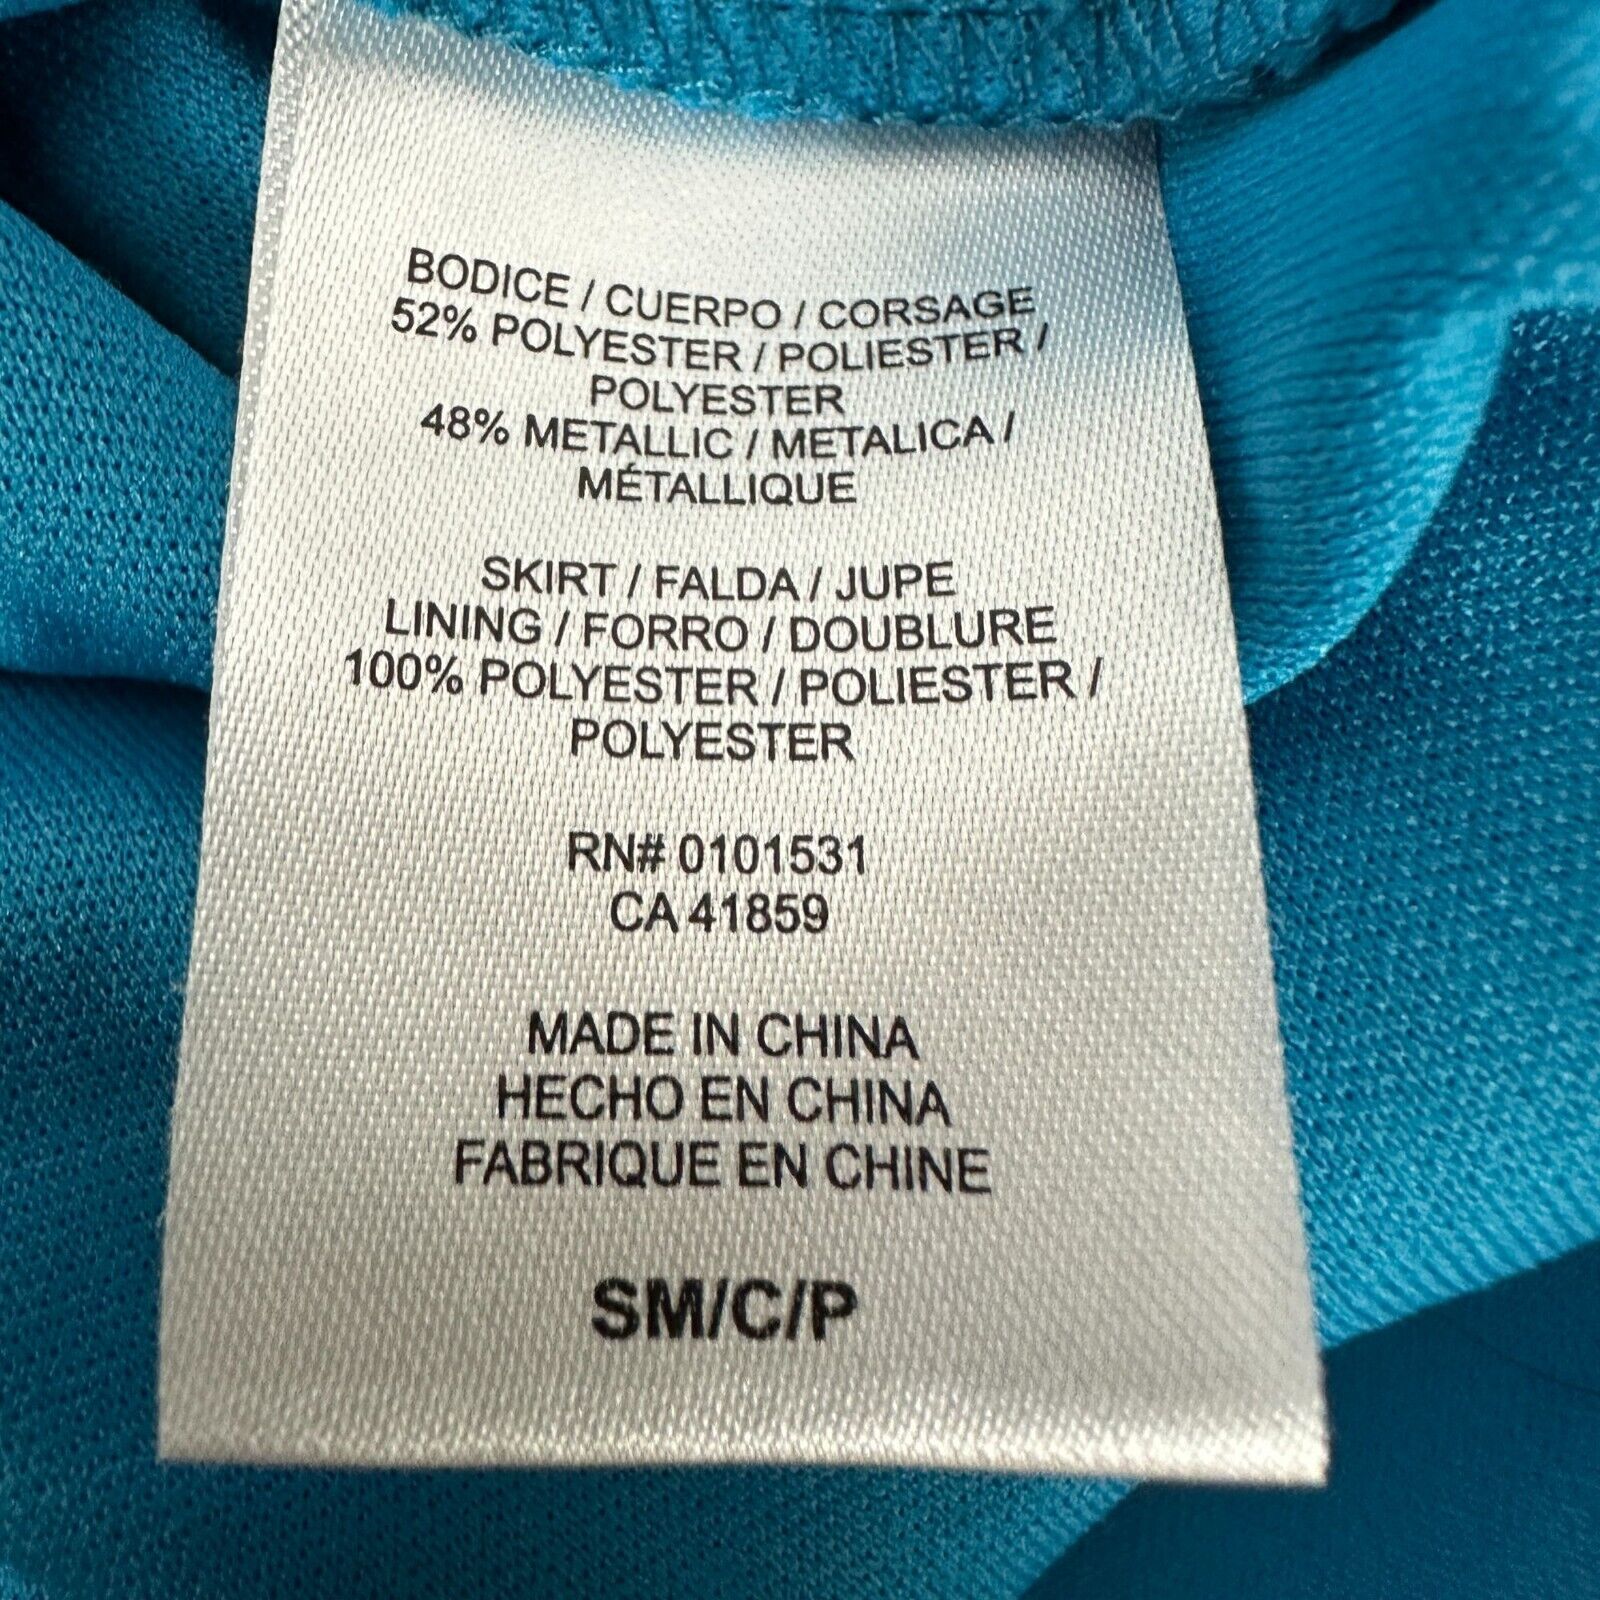 BODICE / CUERPO / CORSAGE
52% POLYESTER / POLIESTER /
POLYESTER
48% METALLIC / METALICA /
MÉTALLIQUE
SKIRT / FALDA / JUPE
LINING / FORRO / DOUBLURE
100% POLYESTER / POLIESTER /
POLYESTER
RN# 0101531
CA 41859
MADE IN CHINA
HECHO EN CHINA
FABRIQUE EN CHINE
SM/C/P